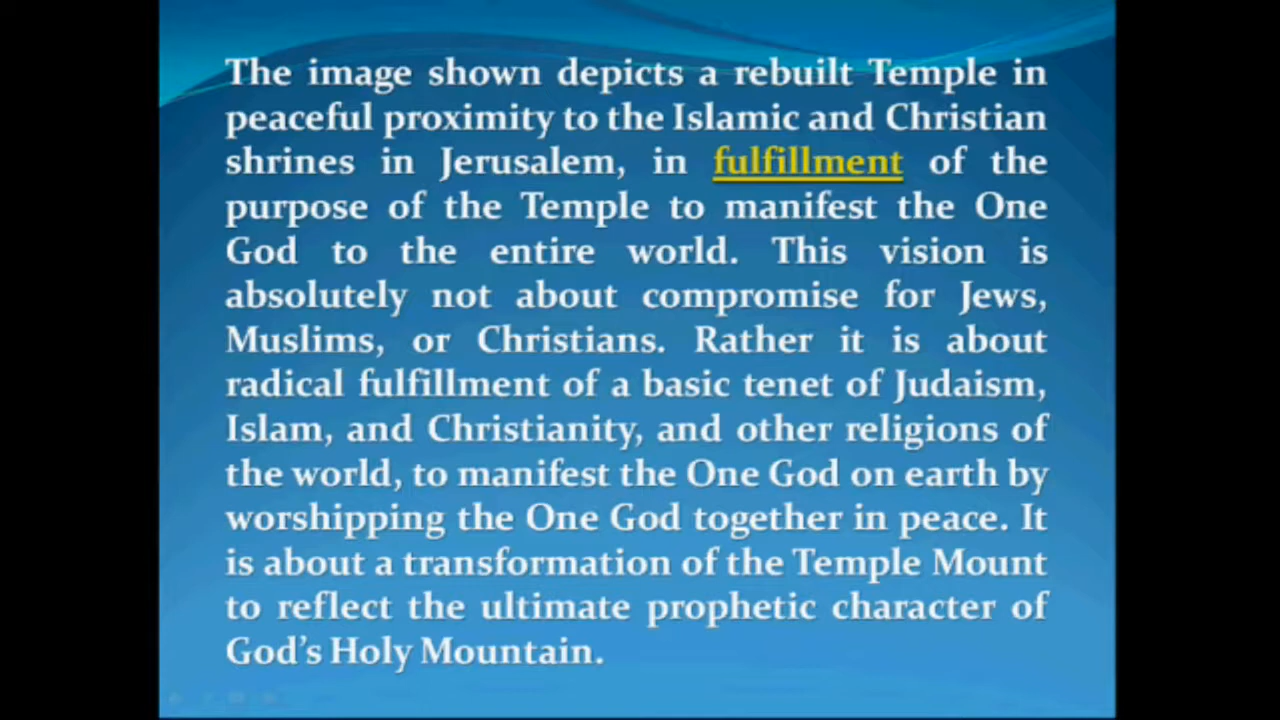 The image shown depicts a rebuilt Temple in
peaceful proximity to the Islamic and Christian
shrines in Jerusalem, in fulfillment of the
purpose of the Temple to manifest the One
God to the entire world. This vision is
absolutely not about compromise for Jews,
Muslims, or Christians. Rather it is about
radical fulfillment of a basic tenet of Judaism,
Islam, and Christianity, and other religions of
the world, to manifest the One God on earth by
worshipping the One God together in peace. It
is about a transformation of the Temple Mount
to reflect the ultimate prophetic character of
God's Holy Mountain.